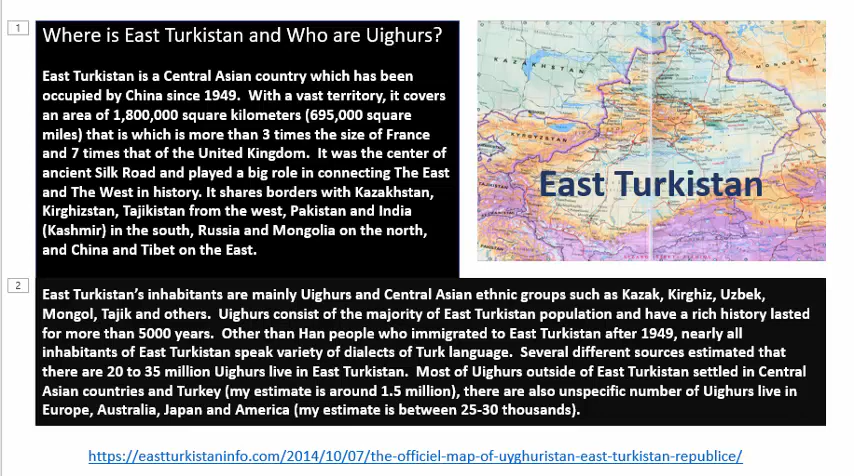 1
Where is East Turkistan and Who are Uighurs?
East Turkistan is a Central Asian country which has been
occupied by China since 1949.  With a vast territory, it covers
an area of 1,800,000 square kilometers (695,000 square
miles) that is which is more than 3 times the size of France
and 7 times that of the United Kingdom.  It was the center of
ancient Silk Road and played a big role in connecting The East
and The West in history. It shares borders with Kazakhstan,
Kirghizstan, Tajikistan from the west, Pakistan and India
(Kashmir) in the south, Russia and Mongolia on the north,
and China and Tibet on the East.
KAZAKHSTAN
MONGOLIA
KYRGYZSTAN
East Turkistan
2
East Turkistan’s inhabitants are mainly Uighurs and Central Asian ethnic groups such as Kazak, Kirghiz, Uzbek,
Mongol, Tajik and others.  Uighurs consist of the majority of East Turkistan population and have a rich history lasted
for more than 5000 years.  Other than Han people who immigrated to East Turkistan after 1949, nearly all
inhabitants of East Turkistan speak variety of dialects of Turk language.  Several different sources estimated that
there are 20 to 35 million Uighurs live in East Turkistan.  Most of Uighurs outside of East Turkistan settled in Central
Asian countries and Turkey (my estimate is around 1.5 million), there are also unspecific number of Uighurs live in
Europe, Australia, Japan and America (my estimate is between 25-30 thousands).
https://eastturkistaninfo.com/2014/10/07/the-officiel-map-of-uyghuristan-east-turkistan-republice/